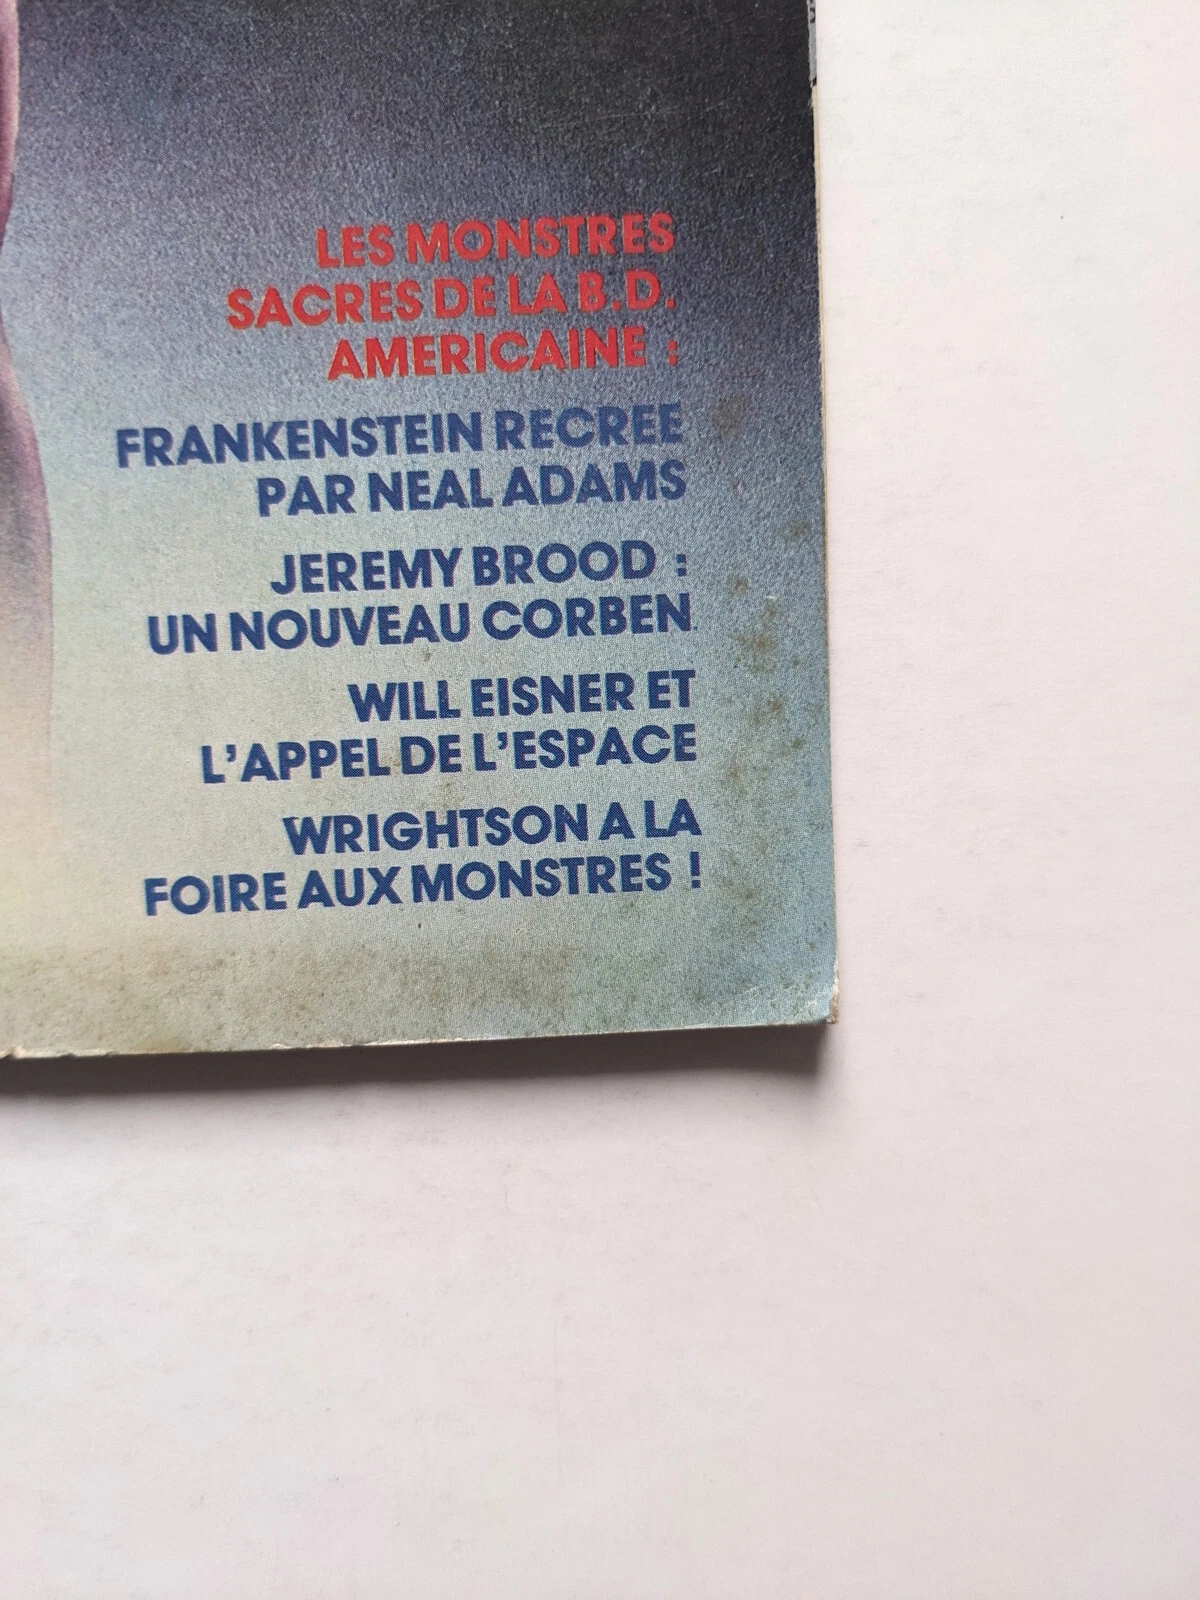 LES MONSTRES
SACRES DE LA B.D.
AMERICAINE :
FRANKENSTEIN RECREE
PAR NEAL ADAMS
JEREMY BROOD :
UN NOUVEAU CORBEN
WILL EISNER ET
L'APPEL DE L'ESPACE
WRIGHTSON A LA
FOIRE AUX MONSTRES !